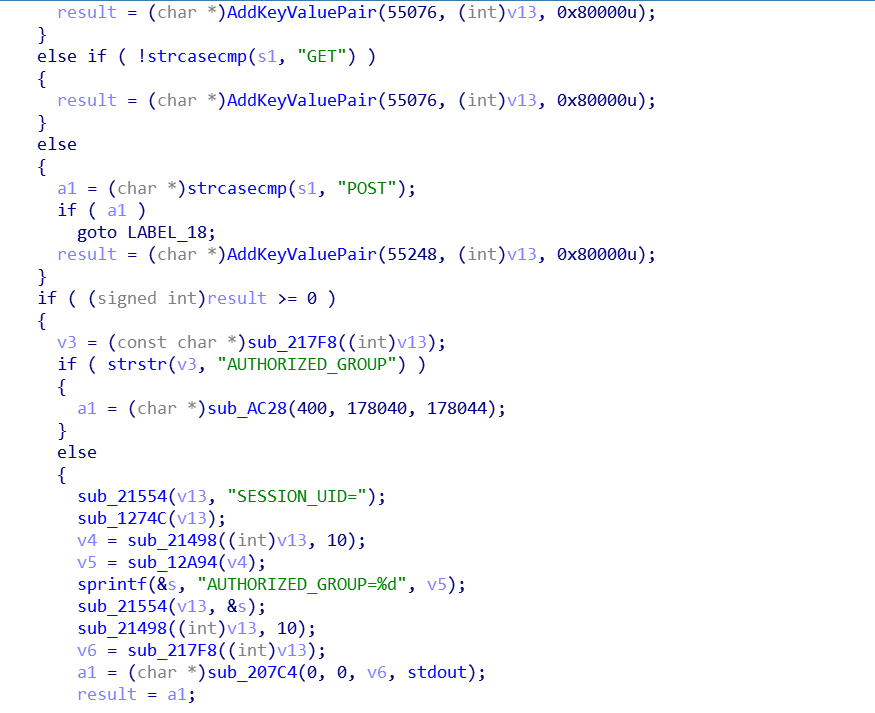 result = (char *)AddKeyValuePair(55076, (int)v13, 0x80000u);
}
else if ( !strcasecmp(s1, "GET") )
{
result = (char *)AddKeyValuePair(55076, (int)v13, 0x80000u);
}
else
{
a1 = (char *)strcasecmp(s1, "POST");
if ( a1 )
goto LABEL_18;
result = (char *)AddKeyValuePair(55248, (int)v13, 0x80000u);
}
if ( (signed int)result >= 0 )
{
v3 = (const char *)sub_217F8((int)v13);
if ( strstr(v3, "AUTHORIZED_GROUP") )
{
a1 = (char *)sub_AC28(400, 178040, 178044);
}
else
{
sub_21554(v13, "SESSION_UID=");
sub_1274C(v13);
v4 = sub_21498((int)v13, 10);
v5 = sub_12A94(v4);
sprintf(&s, "AUTHORIZED_GROUP=%d", v5);
sub_21554(v13, &s);
sub_21498((int)v13, 10);
v6 = sub_217F8((int)v13);
a1 = (char *)sub_207C4(0, 0, v6, stdout);
result = a1;